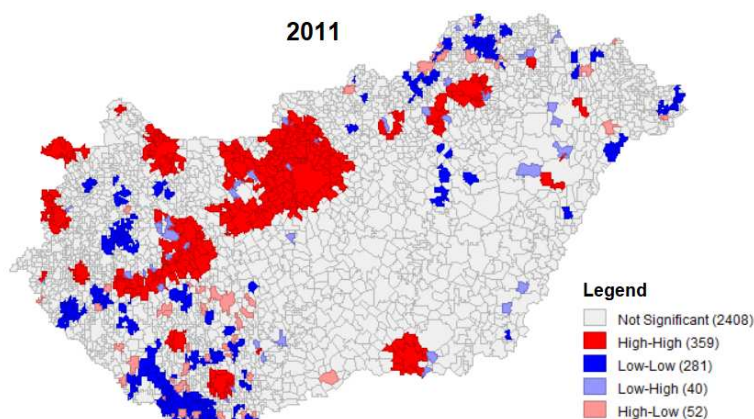 2011
Legend
Not Significant (2408)
High-High (359)
Low-Low (281)
Low-High (40)
High-Low (52)